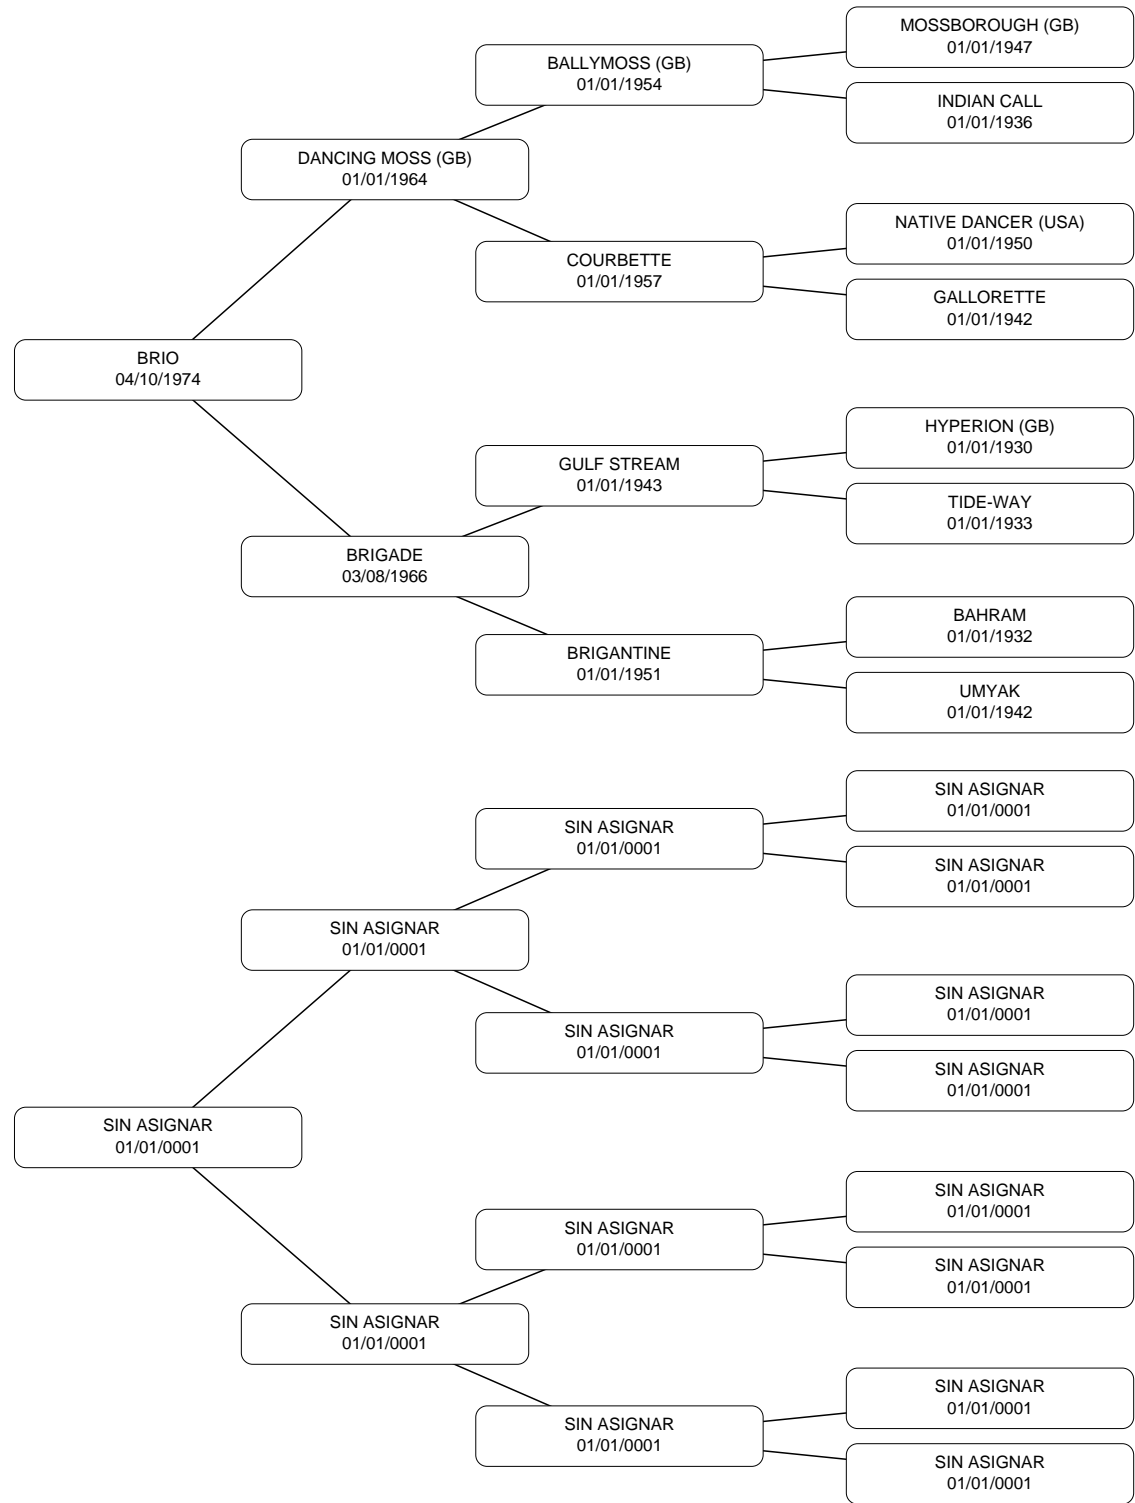 MOSSBOROUGH (GB)
01/01/1947
BALLYMOSS (GB)
01/01/1954
INDIAN CALL
01/01/1936
DANCING MOSS (GB)
01/01/1964
NATIVE DANCER (USA)
01/01/1950
COURBETTE
01/01/1957
GALLORETTE
01/01/1942
BRIO
04/10/1974
HYPERION (GB)
01/01/1930
GULF STREAM
01/01/1943
TIDE-WAY
01/01/1933
BRIGADE
03/08/1966
BAHRAM
01/01/1932
BRIGANTINE
01/01/1951
UMYAK
01/01/1942
SIN ASIGNAR
01/01/0001
SIN ASIGNAR
01/01/0001
SIN ASIGNAR
01/01/0001
SIN ASIGNAR
01/01/0001
SIN ASIGNAR
01/01/0001
SIN ASIGNAR
01/01/0001
SIN ASIGNAR
01/01/0001
SIN ASIGNAR
01/01/0001
SIN ASIGNAR
01/01/0001
SIN ASIGNAR
01/01/0001
SIN ASIGNAR
01/01/0001
SIN ASIGNAR
01/01/0001
SIN ASIGNAR
01/01/0001
SIN ASIGNAR
01/01/0001
SIN ASIGNAR
01/01/0001